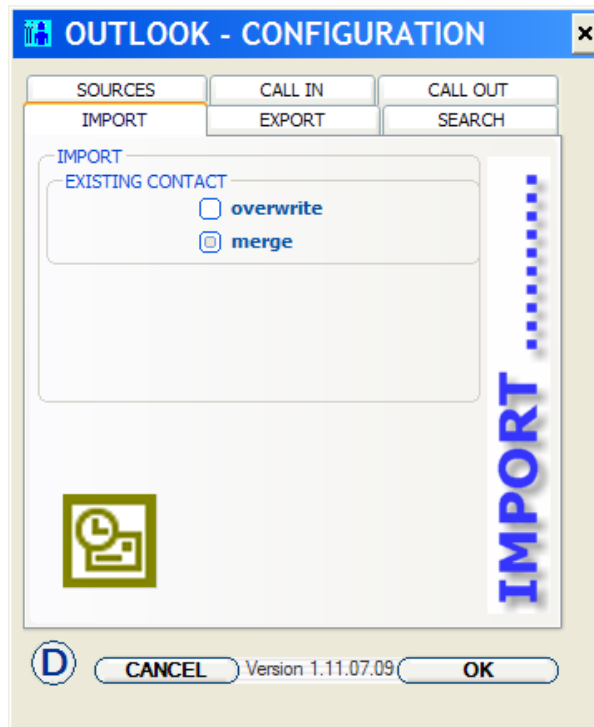 OUTLOOK - CONFIGURATION
SOURCES CALL IN CALL OUT
IMPORT EXPORT SEARCH
IMPORT
EXISTING CONTACT
overwrite
merge
IMPORT ..........
D CANCEL Version 1.11.07.09 OK